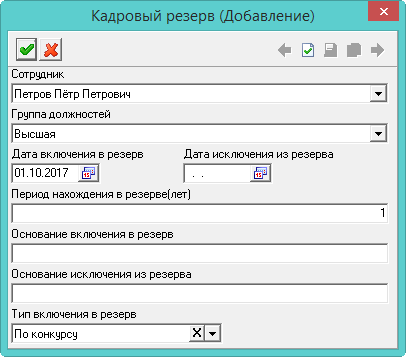 Кадровый резерв (Добавление)
Сотрудник
Петров Пётр Петрович
Группа должностей
Высшая
Дата включения в резерв Дата исключения из резерва
01.10.2017 . .
Период нахождения в резерве(лет)
1
Основание включения в резерв
Основание исключения из резерва
Тип включения в резерв
По конкурсу